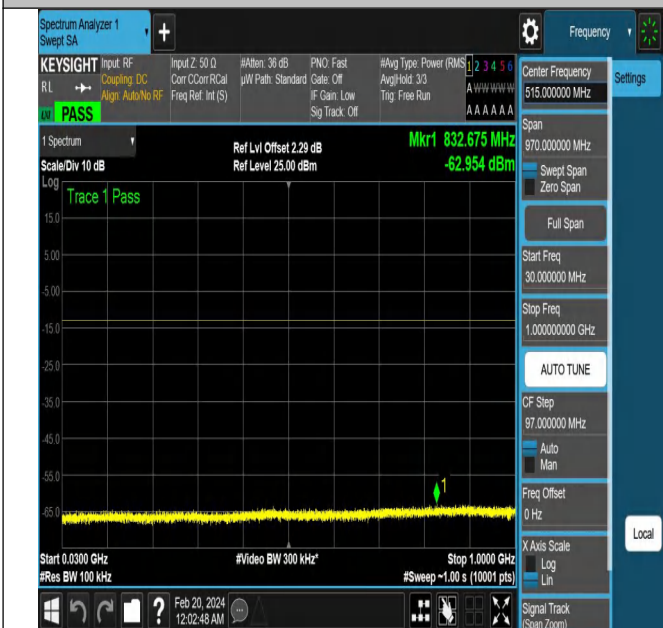 Spectrum Analyzer 1
Swept SA
Frequency
KEYSIGHT
RL
PASS
Input: RF
Coupling: DC
Align: Auto/No RF
Input Z: 50 Ω
Corr CCorr RCal
Freq Ref: Int (S)
#Atten: 36 dB
µW Path: Standard
PNO: Fast
Gate: Off
IF Gain: Low
Sig Track: Off
#Avg Type: Power (RMS
Avg|Hold: 3/3
Trig: Free Run
1 2 3 4 5 6
A W W W W W
A A A A A A
1 Spectrum
Scale/Div 10 dB
Log
Ref Lvl Offset 2.29 dB
Ref Level 25.00 dBm
Mkr1 832.675 MHz
-62.954 dBm
Trace 1 Pass
15.0
5.00
-5.00
-15.0
-25.0
-35.0
-45.0
-55.0
-65.0
1
Start 0.0300 GHz
#Res BW 100 kHz
#Video BW 300 kHz*
Stop 1.0000 GHz
#Sweep ~1.00 s (10001 pts)
Feb 20, 2024
12:02:48 AM
Center Frequency
515.000000 MHz
Settings
Span
970.000000 MHz
Swept Span
Zero Span
Full Span
Start Freq
30.000000 MHz
Stop Freq
1.000000000 GHz
AUTO TUNE
CF Step
97.000000 MHz
Auto
Man
Freq Offset
0 Hz
X Axis Scale
Log
Lin
Signal Track
(Span Zoom)
Local